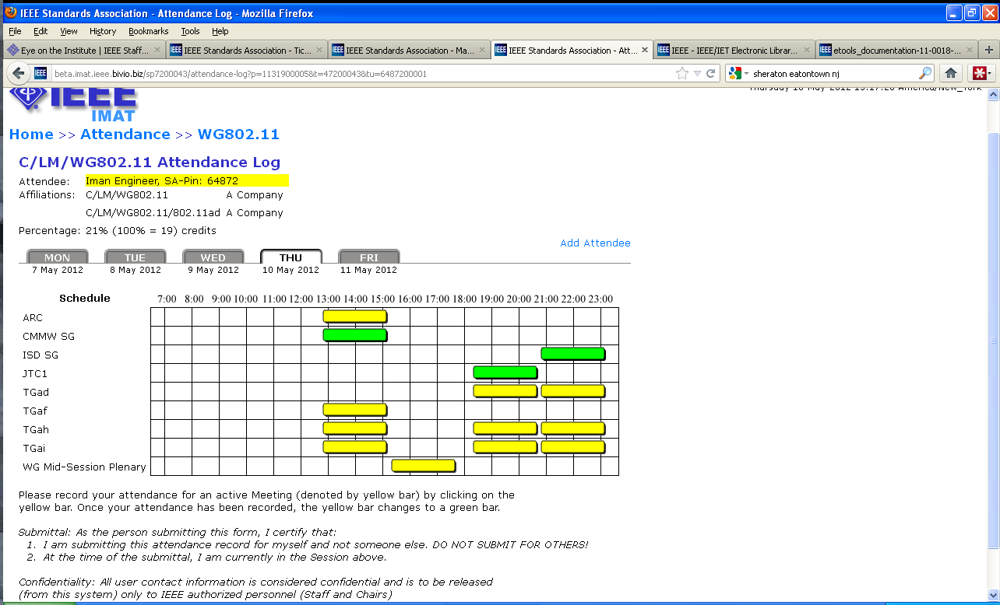 IEEE Standards Association - Attendance Log - Mozilla Firefox
File Edit View History Bookmarks Tools Help
Eye on the Institute | IEEE Staff... IEEE Standards Association - Tic... IEEE Standards Association - Ma... IEEE Standards Association - Att... IEEE - IEEE/IET Electronic Librar... etools_documentation-11-0018-...
beta.imat.ieee.bivio.biz/sp7200043/attendance-log?p=1131900005&t=47200043&tu=6487200001 sheraton eatontown nj
IEEE Thursday 10 May 2012 America/New_York
IMAT
Home >> Attendance >> WG802.11
C/LM/WG802.11 Attendance Log
Attendee: Iman Engineer, SA-Pin: 64872
Affiliations: C/LM/WG802.11 A Company
C/LM/WG802.11/802.11ad A Company
Percentage: 21% (100% = 19) credits
Add Attendee
MON TUE WED THU FRI
7 May 2012 8 May 2012 9 May 2012 10 May 2012 11 May 2012
Schedule 7:00 8:00 9:00 10:00 11:00 12:00 13:00 14:00 15:00 16:00 17:00 18:00 19:00 20:00 21:00 22:00 23:00
ARC
CMMW SG
ISD SG
JTC1
TGad
TGaf
TGah
TGai
WG Mid-Session Plenary
Please record your attendance for an active Meeting (denoted by yellow bar) by clicking on the
yellow bar. Once your attendance has been recorded, the yellow bar changes to a green bar.
Submittal: As the person submitting this form, I certify that:
1. I am submitting this attendance record for myself and not someone else. DO NOT SUBMIT FOR OTHERS!
2. At the time of the submittal, I am currently in the Session above.
Confidentiality: All user contact information is considered confidential and is to be released
(from this system) only to IEEE authorized personnel (Staff and Chairs)